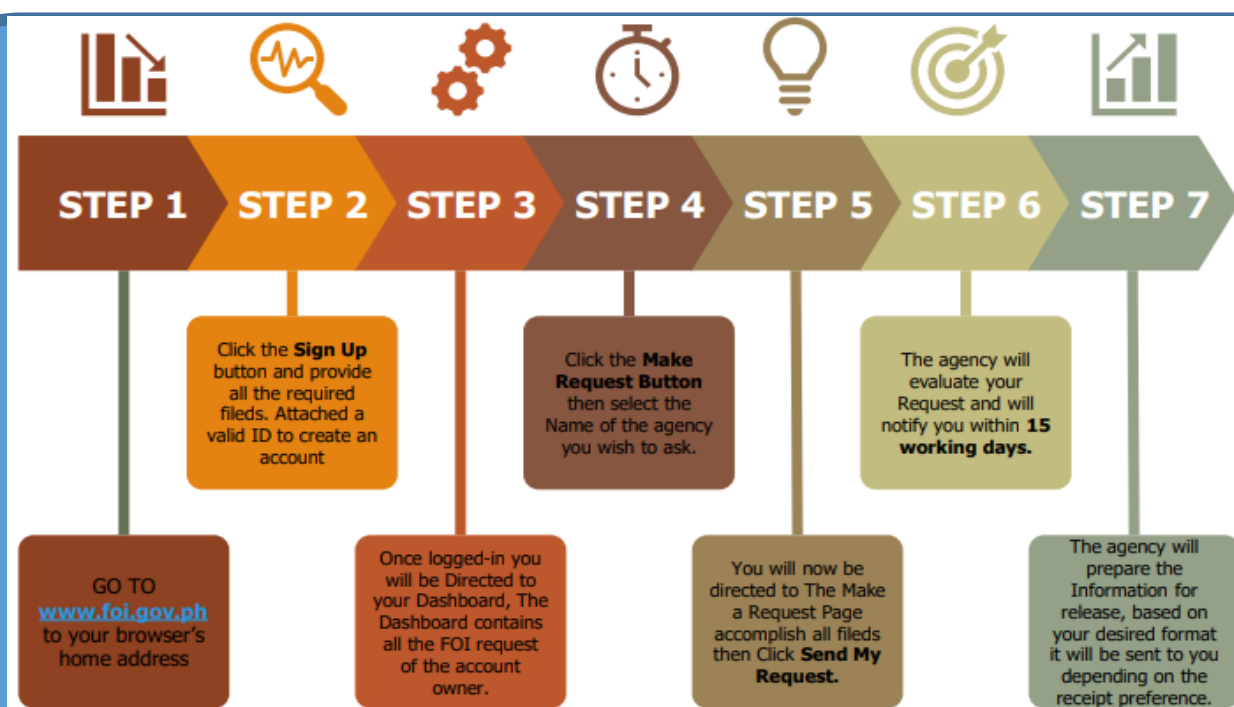 STEP 1
STEP 2
STEP 3
STEP 4
STEP 5
STEP 6
STEP 7
GO TO
www.foi.gov.ph
to your browser's
home address
Click the Sign Up
button and provide
all the required
fileds. Attached a
valid ID to create an
account
Once logged-in you
will be Directed to
your Dashboard, The
Dashboard contains
all the FOI request
of the account
owner.
Click the Make
Request Button
then select the
Name of the agency
you wish to ask.
You will now be
directed to The Make
a Request Page
accomplish all fileds
then Click Send My
Request.
The agency will
evaluate your
Request and will
notify you within 15
working days.
The agency will
prepare the
Information for
release, based on
your desired format
it will be sent to you
depending on the
receipt preference.